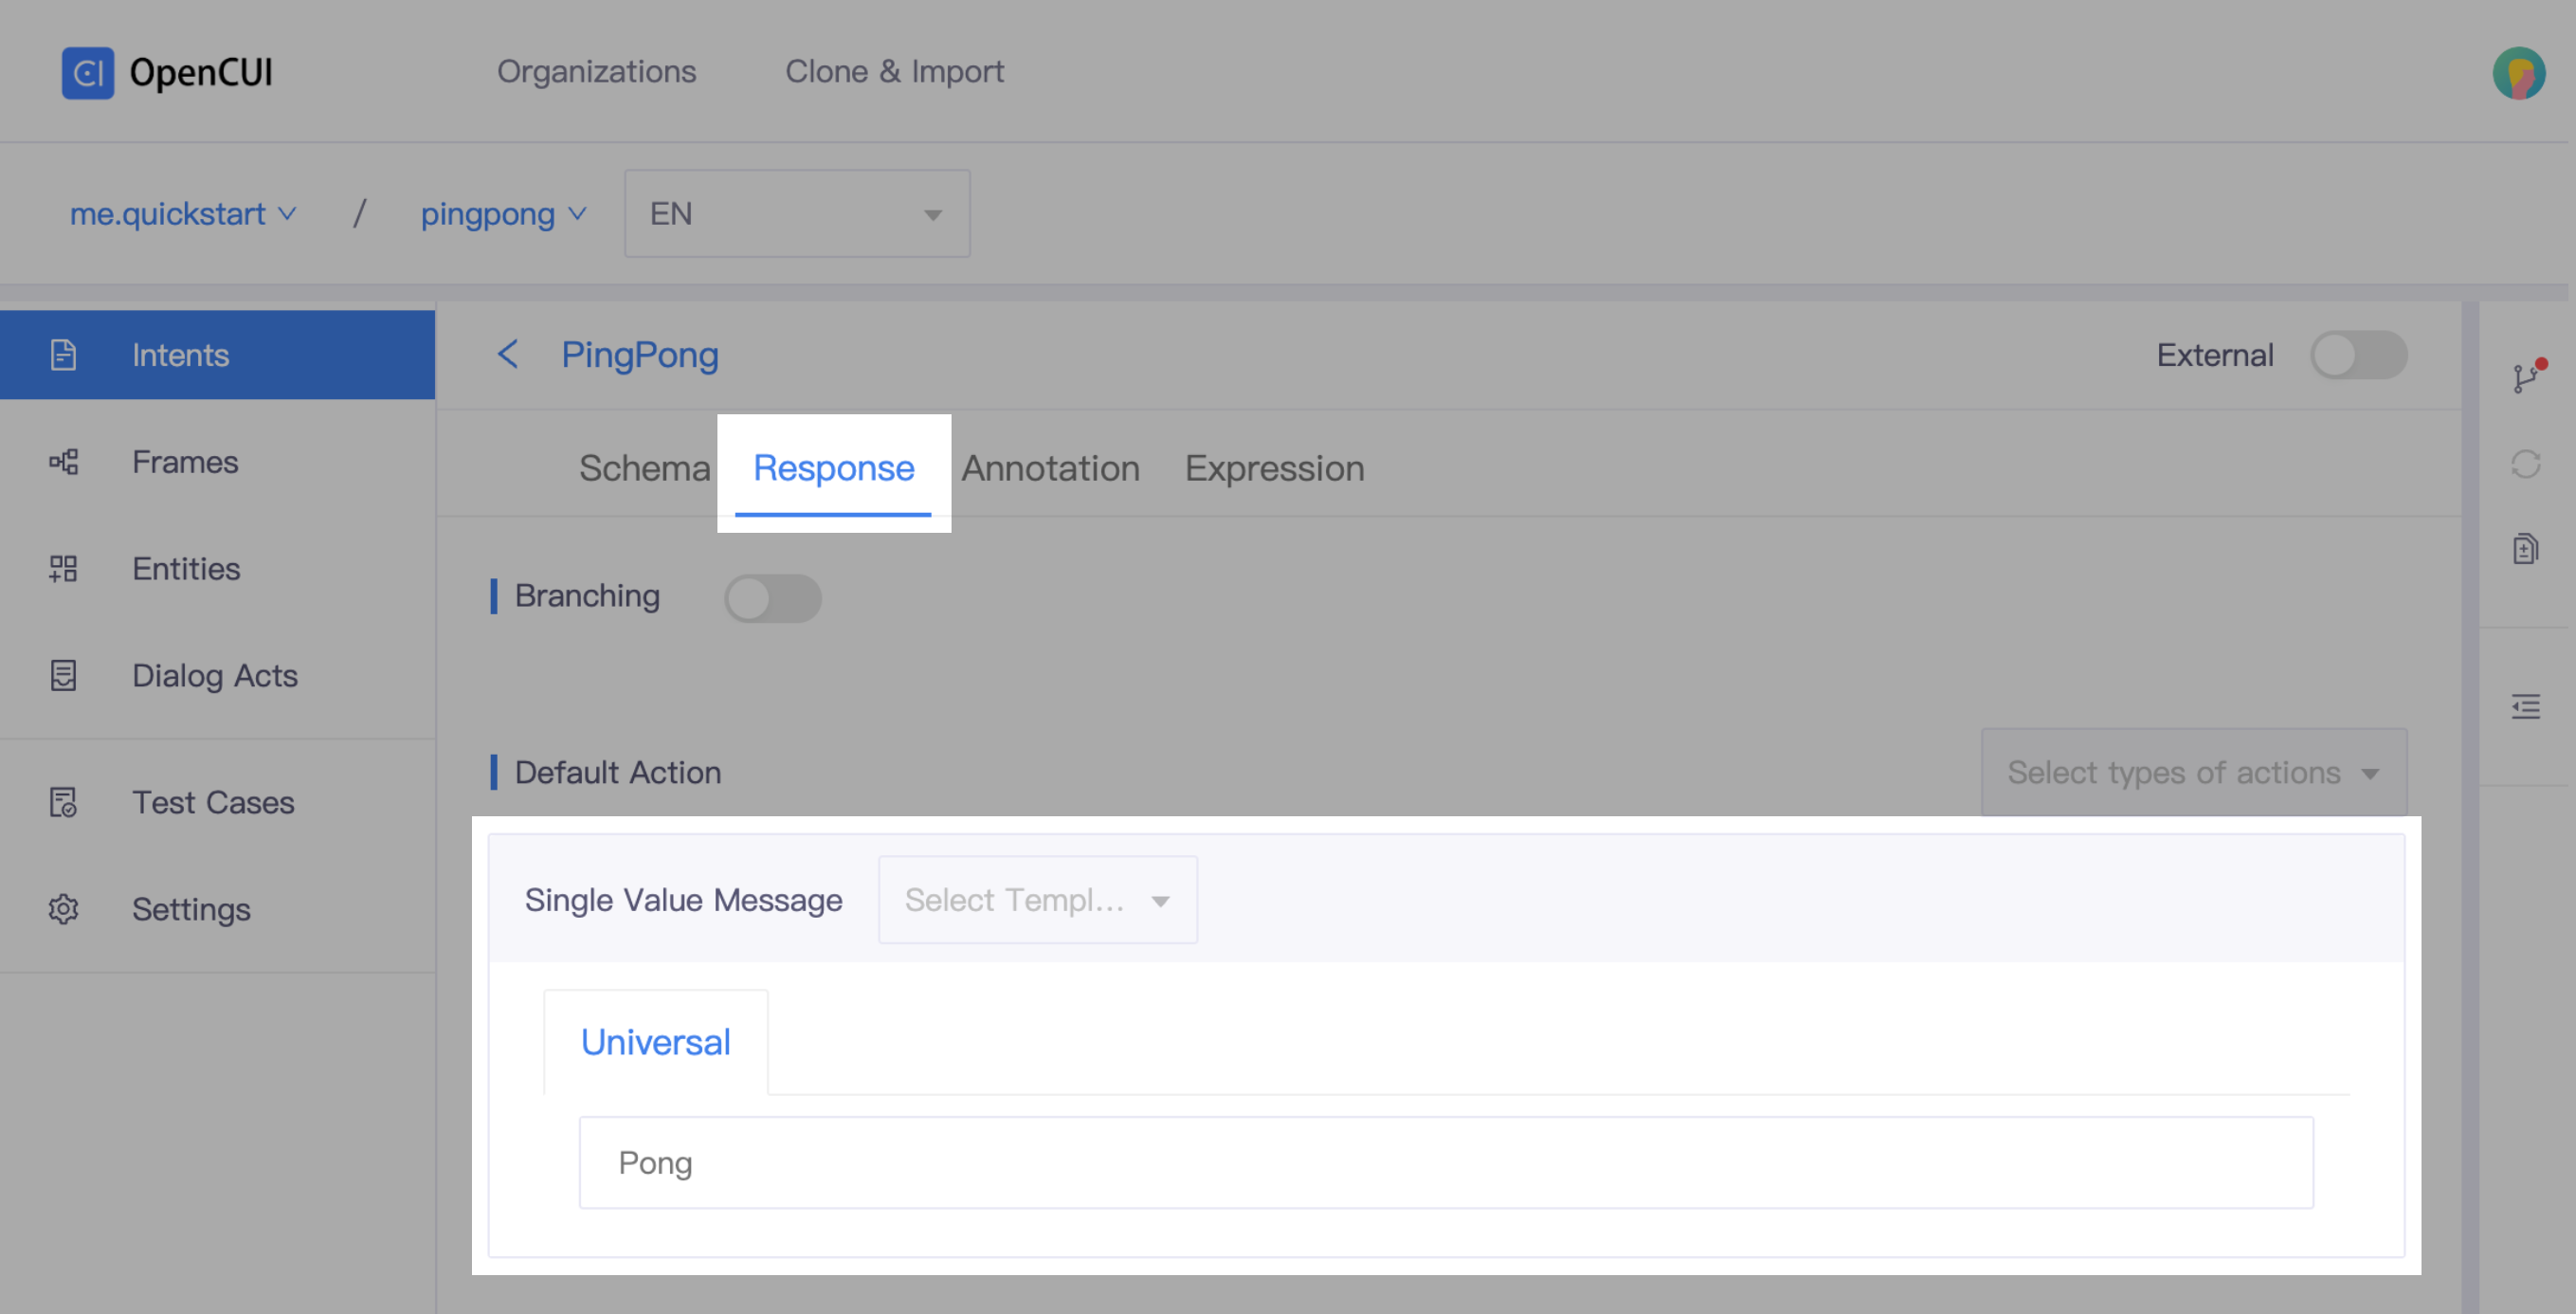 CI OpenCUI Organizations Clone & Import
me.quickstart / pingpong EN
Intents
Frames
Entities
Dialog Acts
Test Cases
Settings
PingPong External
Schema Response Annotation Expression
Branching
Default Action Select types of actions
Single Value Message Select Templ...
Universal
Pong